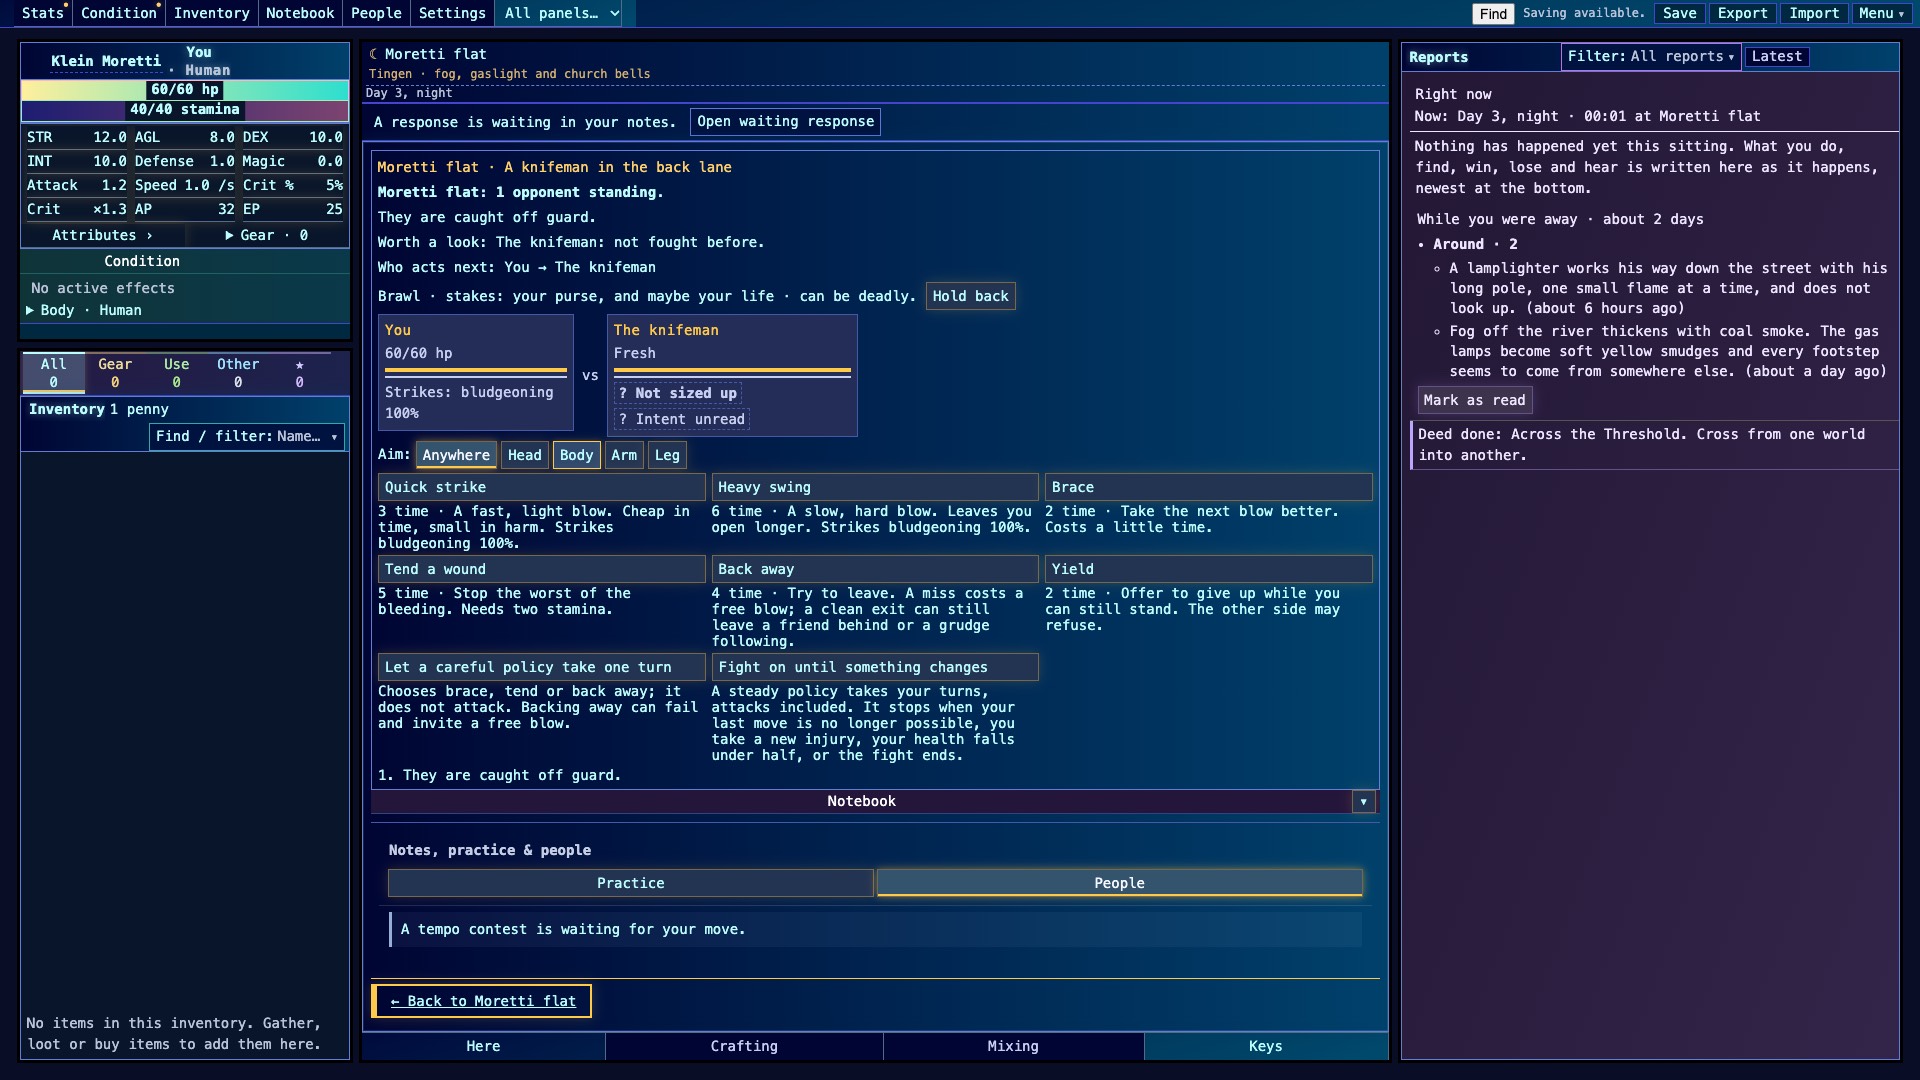 Stats Condition Inventory Notebook People Settings All panels… Find Saving available. Save Export Import Menu ▾
Klein Moretti · You Human
60/60 hp
40/40 stamina
STR 12.0 AGL 8.0 DEX 10.0
INT 10.0 Defense 1.0 Magic 0.0
Attack 1.2 Speed 1.0 /s Crit % 5%
Crit ×1.3 AP 32 EP 25
Attributes › ▶ Gear · 0
Condition
No active effects
▶ Body · Human
All Gear Use Other ★
0 0 0 0 0
Inventory 1 penny
Find / filter: Name… ▾
No items in this inventory. Gather,
loot or buy items to add them here.
☾ Moretti flat
Tingen · fog, gaslight and church bells
Day 3, night
A response is waiting in your notes. Open waiting response
Moretti flat · A knifeman in the back lane
Moretti flat: 1 opponent standing.
They are caught off guard.
Worth a look: The knifeman: not fought before.
Who acts next: You → The knifeman
Brawl · stakes: your purse, and maybe your life · can be deadly. Hold back
You
60/60 hp
Strikes: bludgeoning
100%
vs
The knifeman
Fresh
? Not sized up
? Intent unread
Aim: Anywhere Head Body Arm Leg
Quick strike
3 time · A fast, light blow. Cheap in
time, small in harm. Strikes
bludgeoning 100%.
Heavy swing
6 time · A slow, hard blow. Leaves you
open longer. Strikes bludgeoning 100%.
Brace
2 time · Take the next blow better.
Costs a little time.
Tend a wound
5 time · Stop the worst of the
bleeding. Needs two stamina.
Back away
4 time · Try to leave. A miss costs a
free blow; a clean exit can still
leave a friend behind or a grudge
following.
Yield
2 time · Offer to give up while you
can still stand. The other side may
refuse.
Let a careful policy take one turn
Chooses brace, tend or back away; it
does not attack. Backing away can fail
and invite a free blow.
Fight on until something changes
A steady policy takes your turns,
attacks included. It stops when your
last move is no longer possible, you
take a new injury, your health falls
under half, or the fight ends.
1. They are caught off guard.
Notebook ▾
Notes, practice & people
Practice People
A tempo contest is waiting for your move.
← Back to Moretti flat
Here Crafting Mixing Keys
Reports Filter: All reports ▾ Latest
Right now
Now: Day 3, night · 00:01 at Moretti flat
Nothing has happened yet this sitting. What you do,
find, win, lose and hear is written here as it happens,
newest at the bottom.
While you were away · about 2 days
• Around · 2
◦ A lamplighter works his way down the street with his
long pole, one small flame at a time, and does not
look up. (about 6 hours ago)
◦ Fog off the river thickens with coal smoke. The gas
lamps become soft yellow smudges and every footstep
seems to come from somewhere else. (about a day ago)
Mark as read
Deed done: Across the Threshold. Cross from one world
into another.